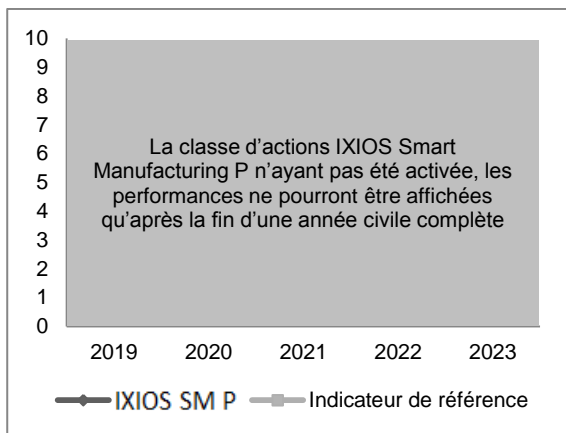 10
9
8
7
6
5
4
3
2
1
0
La classe d'actions IXIOS Smart
Manufacturing P n'ayant pas été activée, les
performances ne pourront être affichées
qu'après la fin d'une année civile complète
2019 2020 2021 2022 2023
IXIOS SM P Indicateur de référence